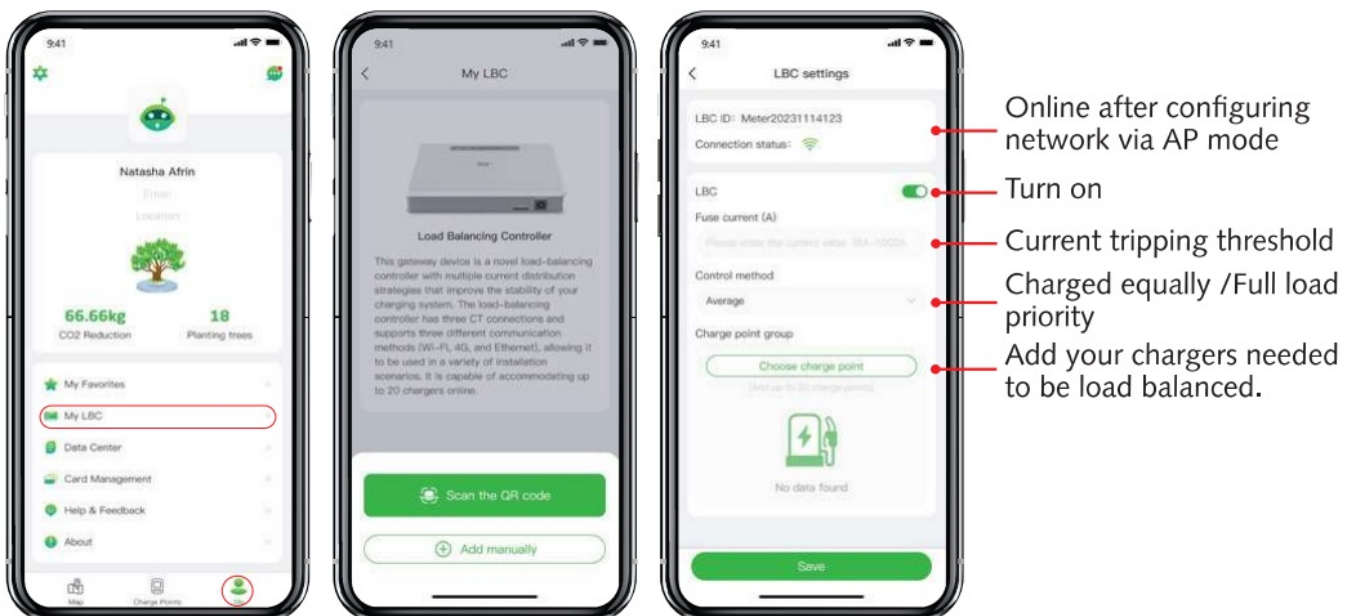 9:41
Natasha Afrin
Email
Location
66.66kg
18
CO2 Reduction
Planting trees
My Favorites
My LBC
Data Center
Card Management
Help & Feedback
About
Map
Charge Points
9:41
My LBC
Load Balancing Controller
This gateway device is a novel load-balancing
controller with multiple current distribution
strategies that improve the stability of your
charging system. The load-balancing
controller has three CT connections and
supports three different communication
methods (Wi-Fi, 4G, and Ethernet), allowing it
to be used in a variety of installation
scenarios. It is capable of accommodating up
to 20 chargers online.
Scan the QR code
Add manually
9:41
LBC settings
LBC ID: Meter20231114123
Connection status:
LBC
Fuse current (A)
Please enter the current value
Control method
Average
Charge point group
Choose charge point
No data found
Save
Online after configuring
network via AP mode
Turn on
Current tripping threshold
Charged equally /Full load
priority
Add your chargers needed
to be load balanced.